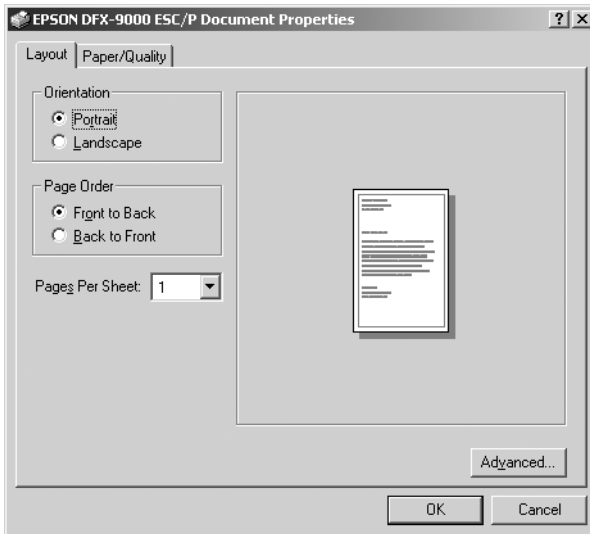 EPSON DFX-9000 ESC/P Document Properties
Layout Paper/Quality
Orientation
Portrait
Landscape
Page Order
Front to Back
Back to Front
Pages Per Sheet: 1
Advanced...
OK Cancel